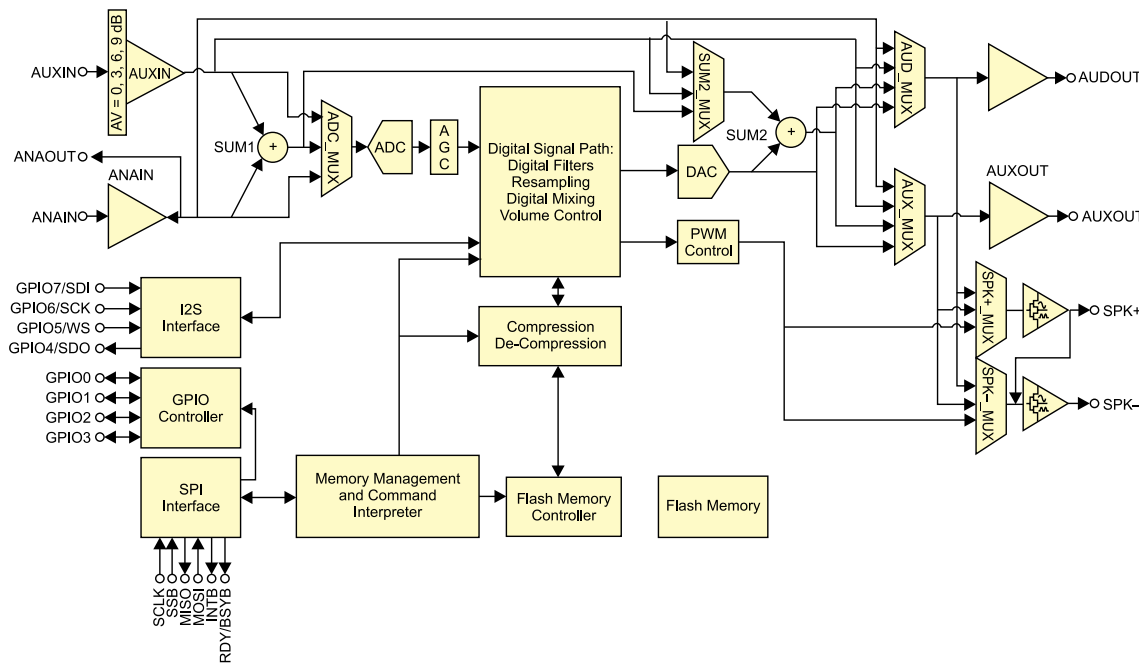 AV = 0, 3, 6, 9 dB
AUXIN
AUXIN
ANAOUT
ANAIN
ANAIN
SUM1
+
ADC_MUX
ADC
A
G
C
Digital Signal Path:
Digital Filters
Resampling
Digital Mixing
Volume Control
SUM2_MUX
SUM2
+
DAC
PWM
Control
AUD_MUX
AUDOUT
AUX_MUX
AUXOUT
AUXOUT
SPK+_MUX
SPK+
SPK–_MUX
SPK–
GPIO7/SDI
GPIO6/SCK
GPIO5/WS
GPIO4/SDO
I2S
Interface
GPIO0
GPIO1
GPIO2
GPIO3
GPIO
Controller
Compression
De-Compression
SPI
Interface
Memory Management
and Command
Interpreter
Flash Memory
Controller
Flash Memory
SCLK
SSB
MISO
MOSI
INTB
RDY/BSYB